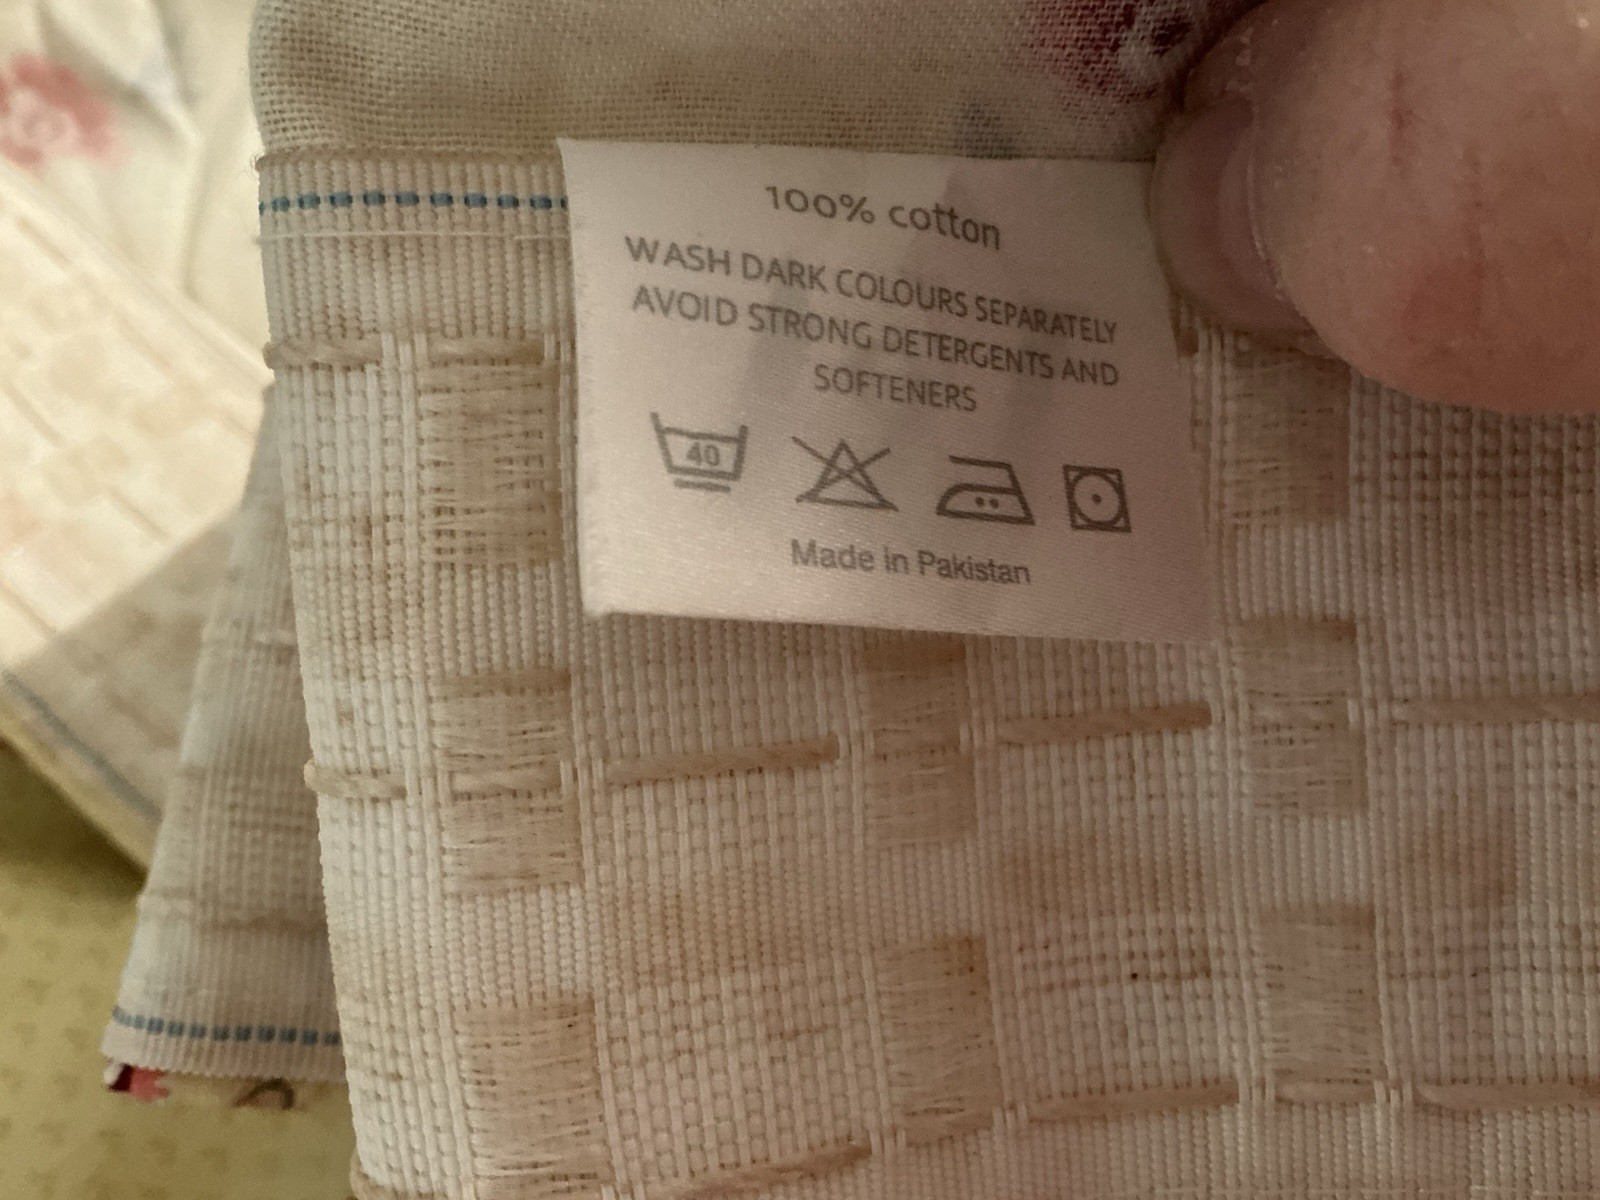 100% cotton
WASH DARK COLOURS SEPARATELY
AVOID STRONG DETERGENTS AND
SOFTENERS
40
Made in Pakistan